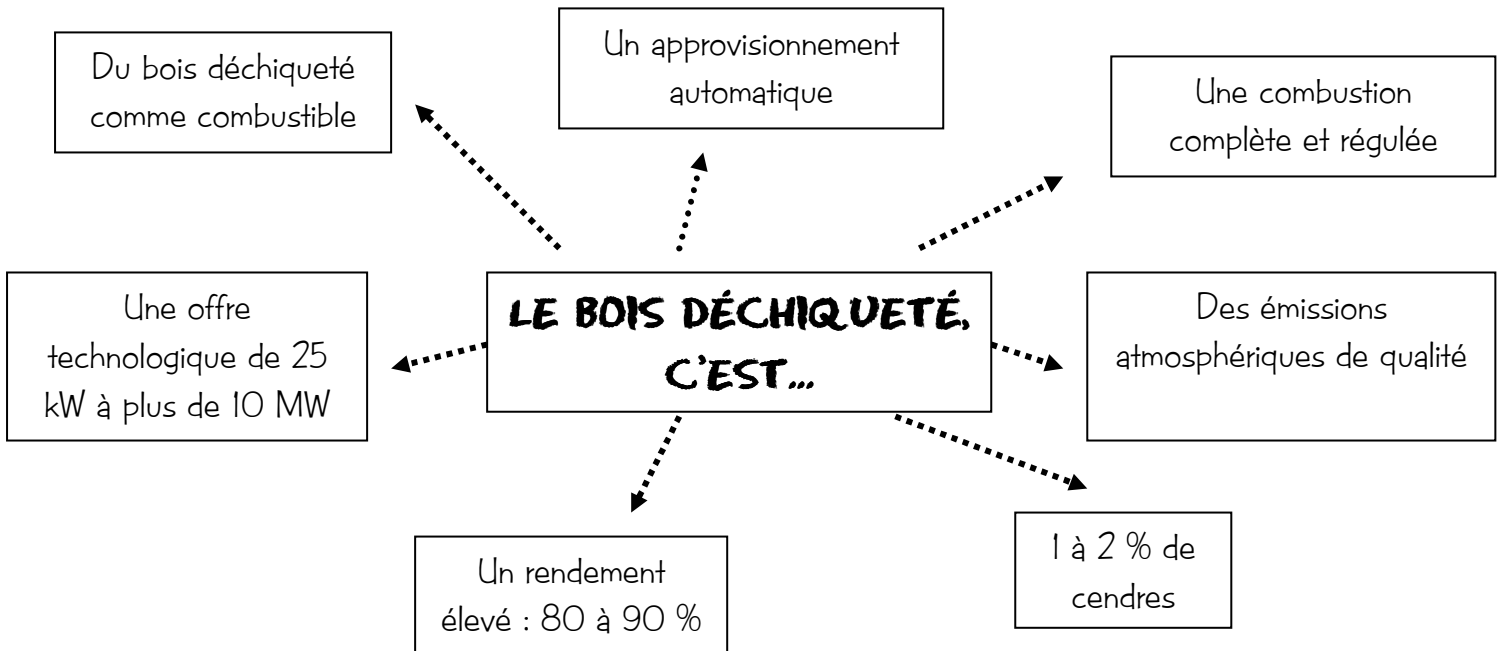 Du bois déchiqueté
comme combustible
Un approvisionnement
automatique
Une combustion
complète et régulée
Une offre
technologique de 25
kW à plus de 10 MW
LE BOIS DÉCHIQUETÉ,
C'EST...
Des émissions
atmosphériques de qualité
Un rendement
élevé : 80 à 90 %
1 à 2 % de
cendres